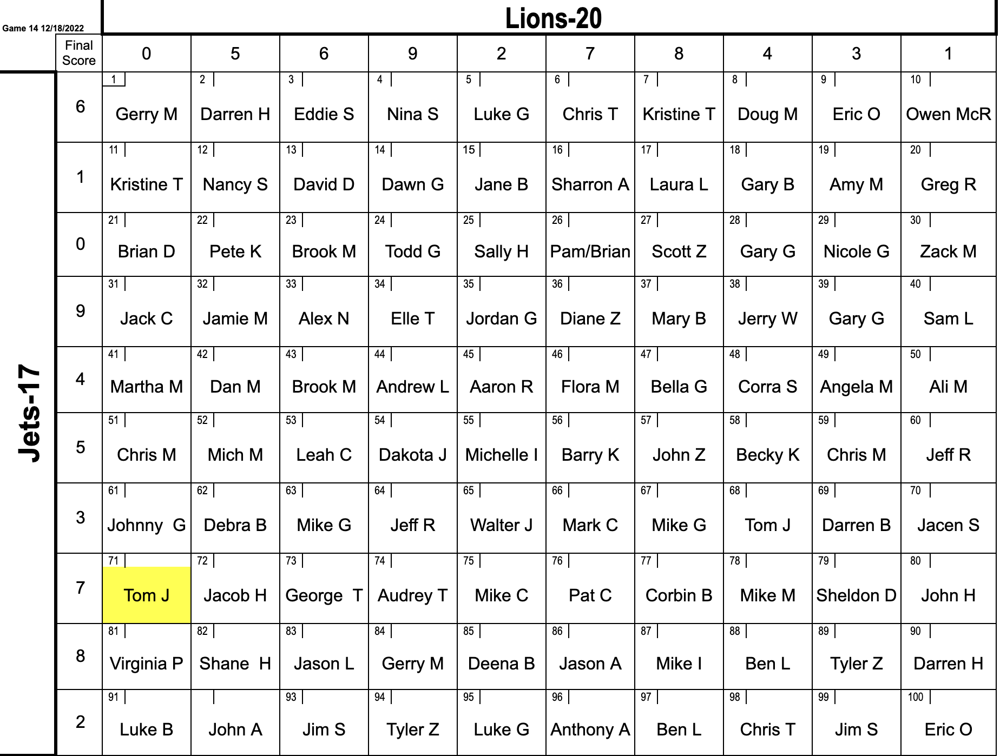 Lions-20
Game 14 12/18/2022
Final Score 0 5 6 9 2 7 8 4 3 1
1 2 3 4 5 6 7 8 9 10
6 Gerry M Darren H Eddie S Nina S Luke G Chris T Kristine T Doug M Eric O Owen McR
11 12 13 14 15 16 17 18 19 20
1 Kristine T Nancy S David D Dawn G Jane B Sharron A Laura L Gary B Amy M Greg R
21 22 23 24 25 26 27 28 29 30
0 Brian D Pete K Brook M Todd G Sally H Pam/Brian Scott Z Gary G Nicole G Zack M
31 32 33 34 35 36 37 38 39 40
9 Jack C Jamie M Alex N Elle T Jordan G Diane Z Mary B Jerry W Gary G Sam L
41 42 43 44 45 46 47 48 49 50
4 Martha M Dan M Brook M Andrew L Aaron R Flora M Bella G Corra S Angela M Ali M
Jets-17
51 52 53 54 55 56 57 58 59 60
5 Chris M Mich M Leah C Dakota J Michelle I Barry K John Z Becky K Chris M Jeff R
61 62 63 64 65 66 67 68 69 70
3 Johnny G Debra B Mike G Jeff R Walter J Mark C Mike G Tom J Darren B Jacen S
71 72 73 74 75 76 77 78 79 80
7 Tom J Jacob H George T Audrey T Mike C Pat C Corbin B Mike M Sheldon D John H
81 82 83 84 85 86 87 88 89 90
8 Virginia P Shane H Jason L Gerry M Deena B Jason A Mike I Ben L Tyler Z Darren H
91 93 94 95 96 97 98 99 100
2 Luke B John A Jim S Tyler Z Luke G Anthony A Ben L Chris T Jim S Eric O